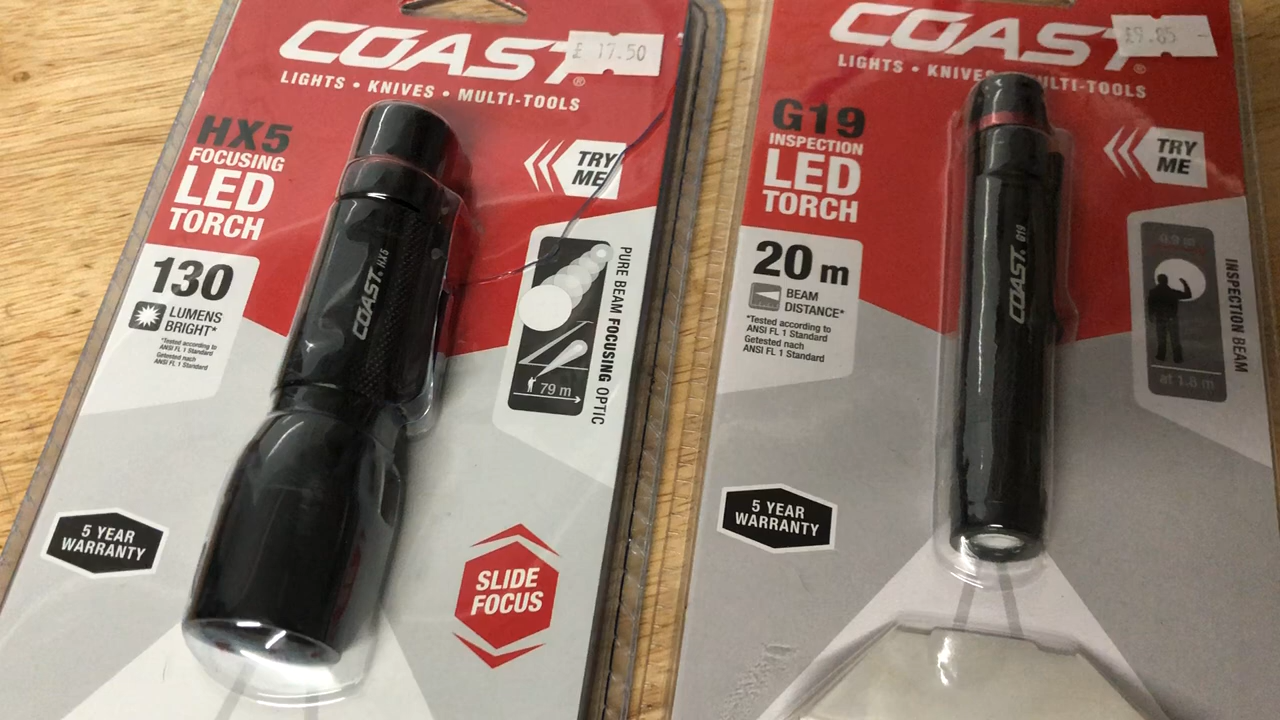 COAST
£ 17.50
LIGHTS • KNIVES • MULTI-TOOLS
HX5
FOCUSING
LED
TORCH
TRY
ME
130
LUMENS
BRIGHT*
*Tested according to
ANSI FL 1 Standard
Getestet nach
ANSI FL 1 Standard
COAST. HX5
PURE BEAM FOCUSING OPTIC
79 m
5 YEAR
WARRANTY
SLIDE
FOCUS
COAST
£9.85
LIGHTS • KNIVES MULTI-TOOLS
G19
INSPECTION
LED
TORCH
TRY
ME
20 m
BEAM
DISTANCE*
*Tested according to
ANSI FL 1 Standard
Getestet nach
ANSI FL 1 Standard
COAST. G19
0.9 m
INSPECTION BEAM
at 1.8 m
5 YEAR
WARRANTY